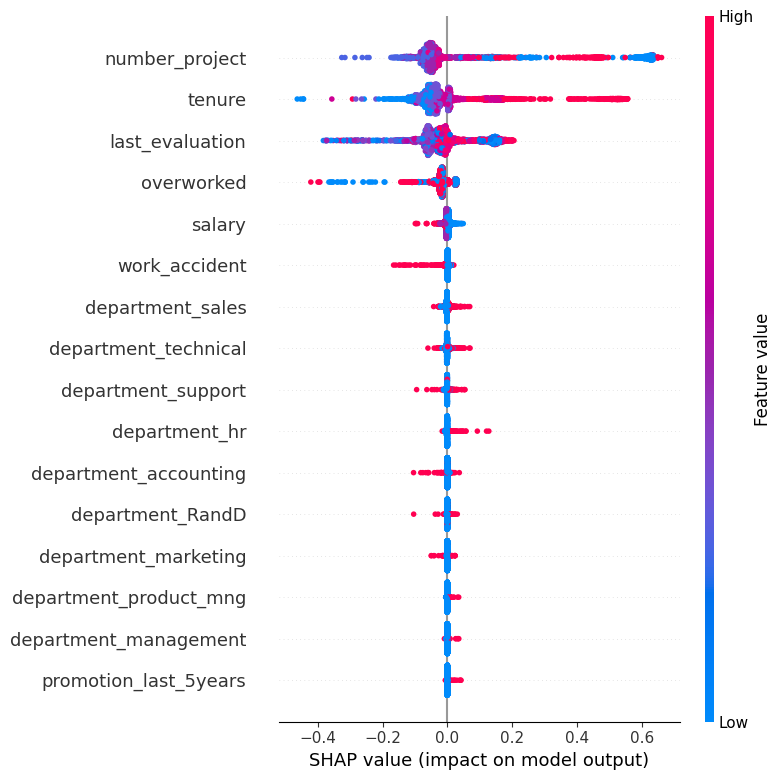 High
number_project
tenure
last_evaluation
overworked
salary
work_accident
department_sales
department_technical
department_support
department_hr
department_accounting
department_RandD
department_marketing
department_product_mng
department_management
promotion_last_5years
Feature value
Low
−0.4 −0.2 0.0 0.2 0.4 0.6
SHAP value (impact on model output)